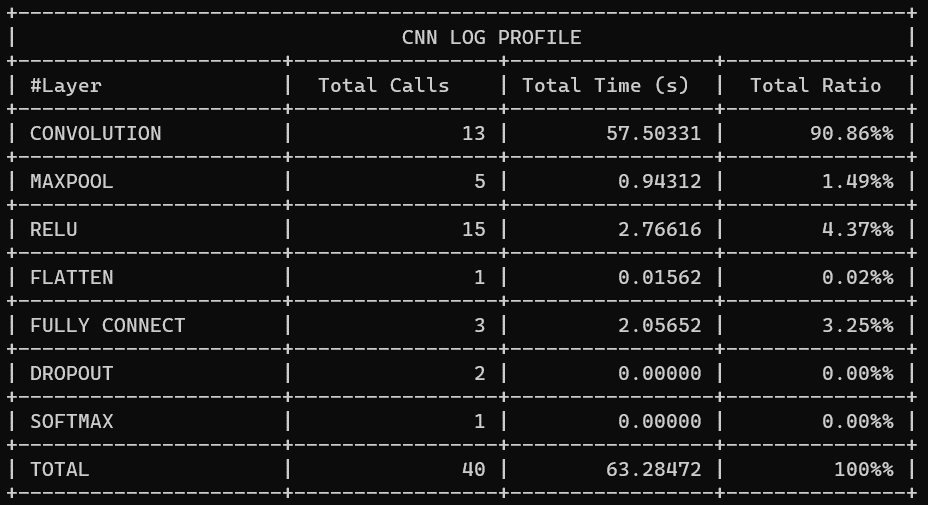 CNN LOG PROFILE
#Layer | Total Calls | Total Time (s) | Total Ratio
CONVOLUTION | 13 | 57.50331 | 90.86%%
MAXPOOL | 5 | 0.94312 | 1.49%%
RELU | 15 | 2.76616 | 4.37%%
FLATTEN | 1 | 0.01562 | 0.02%%
FULLY CONNECT | 3 | 2.05652 | 3.25%%
DROPOUT | 2 | 0.00000 | 0.00%%
SOFTMAX | 1 | 0.00000 | 0.00%%
TOTAL | 40 | 63.28472 | 100%%